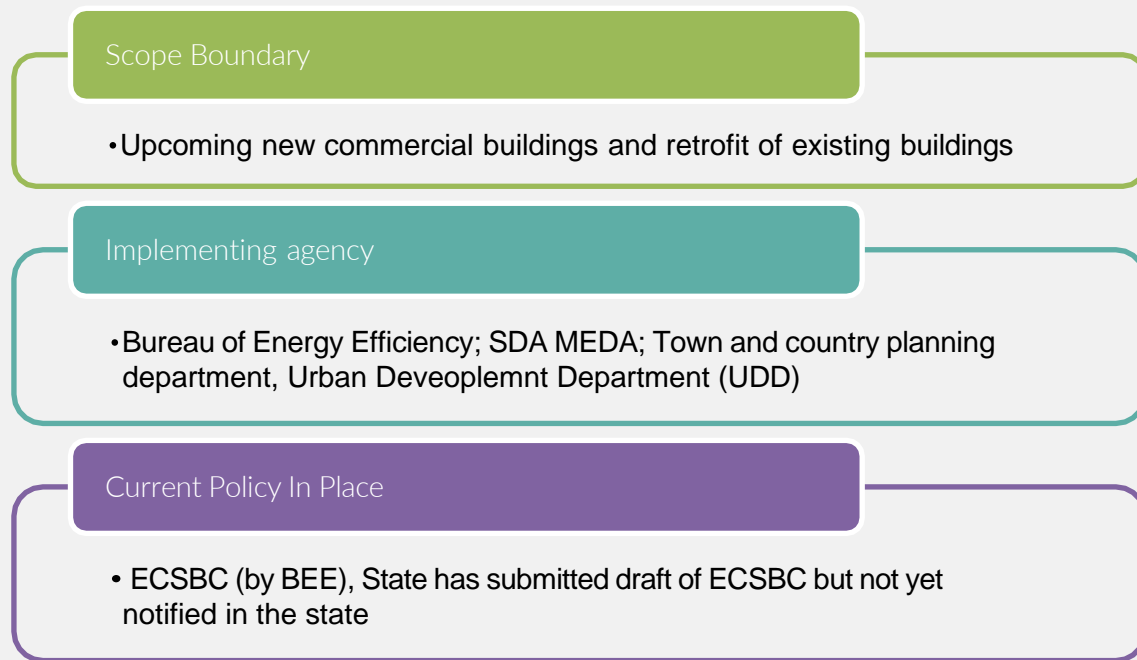 Scope Boundary
•Upcoming new commercial buildings and retrofit of existing buildings
Implementing agency
•Bureau of Energy Efficiency; SDA MEDA; Town and country planning
department, Urban Deveoplemnt Department (UDD)
Current Policy In Place
• ECSBC (by BEE), State has submitted draft of ECSBC but not yet
notified in the state